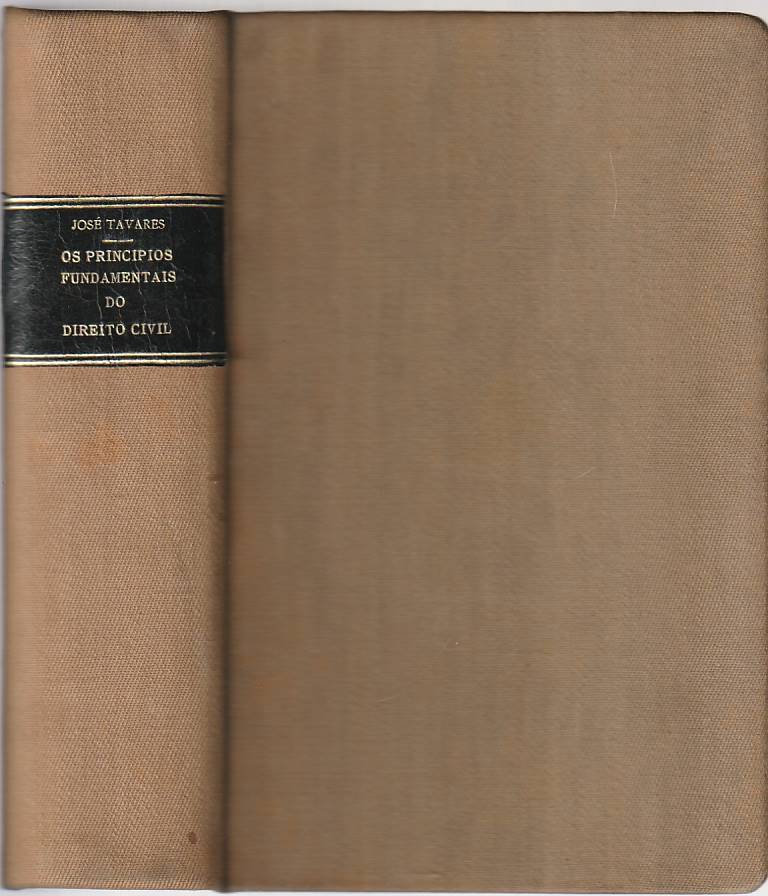 JOSÉ TAVARES
OS PRINCIPIOS
FUNDAMENTAIS
DO
DIREITO CIVIL